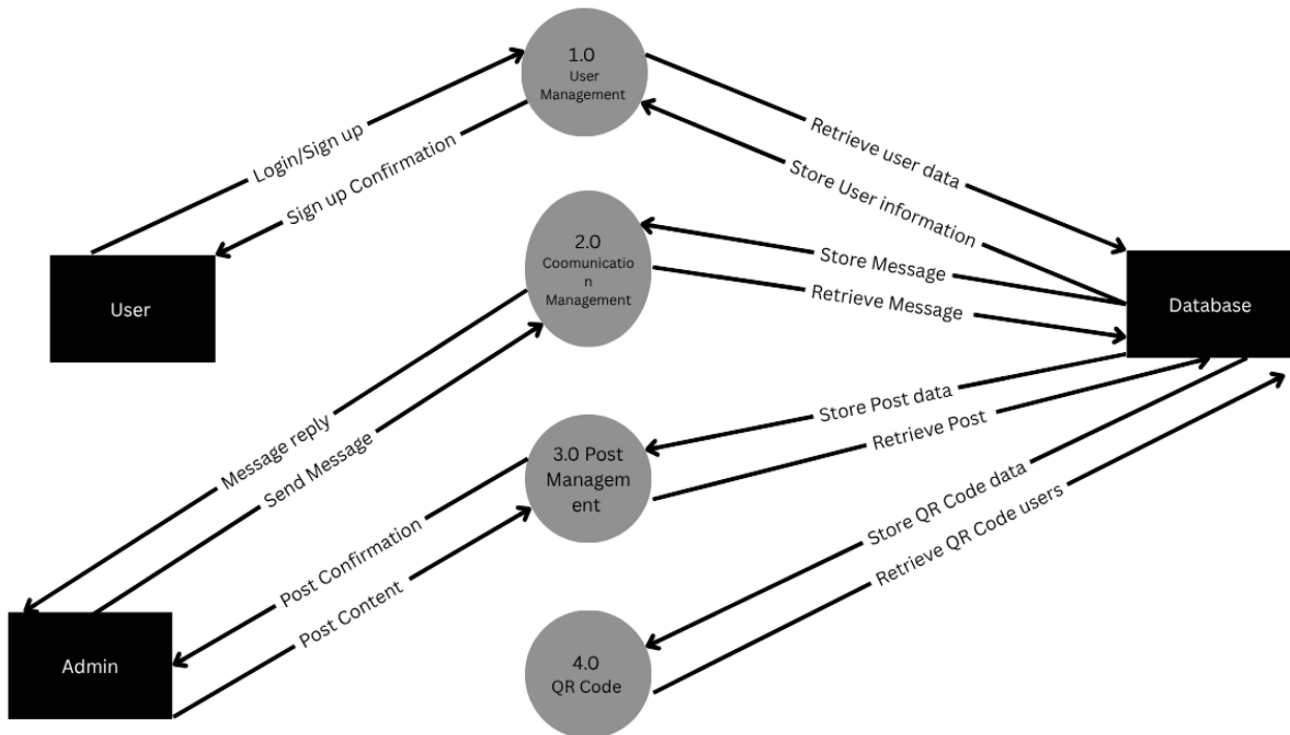 1.0
User
Management
Login/Sign up
Sign up Confirmation
Retrieve user data
Store User information
User
2.0
Coomunicatio
n
Management
Store Message
Retrieve Message
Database
Message reply
Send Message
Store Post data
Retrieve Post
3.0 Post
Managem
ent
Post Confirmation
Post Content
Store QR Code data
Retrieve QR Code users
Admin
4.0
QR Code